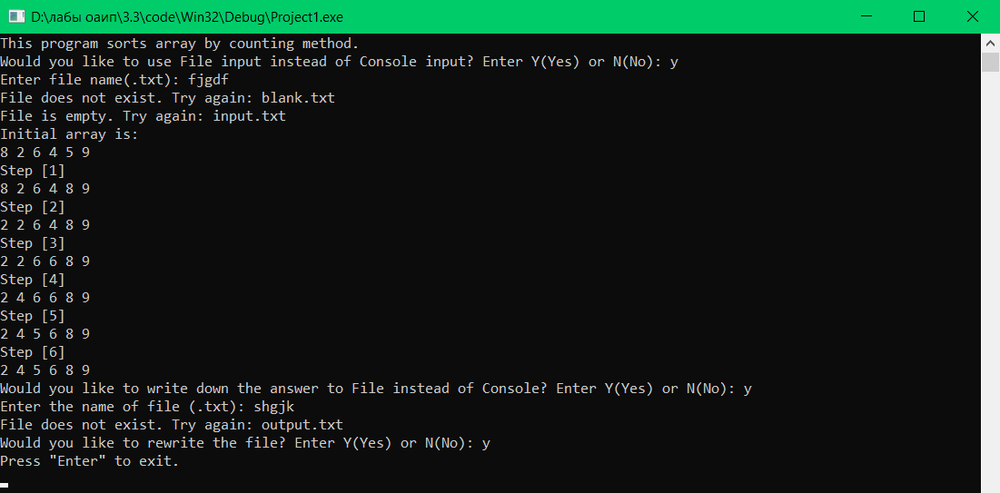 D:\лабы оаип\3.3\code\Win32\Debug\Project1.exe
This program sorts array by counting method.
Would you like to use File input instead of Console input? Enter Y(Yes) or N(No): y
Enter file name(.txt): fjgdf
File does not exist. Try again: blank.txt
File is empty. Try again: input.txt
Initial array is:
8 2 6 4 5 9
Step [1]
8 2 6 4 8 9
Step [2]
2 2 6 4 8 9
Step [3]
2 2 6 6 8 9
Step [4]
2 4 6 6 8 9
Step [5]
2 4 5 6 8 9
Step [6]
2 4 5 6 8 9
Would you like to write down the answer to File instead of Console? Enter Y(Yes) or N(No): y
Enter the name of file (.txt): shgjk
File does not exist. Try again: output.txt
Would you like to rewrite the file? Enter Y(Yes) or N(No): y
Press "Enter" to exit.